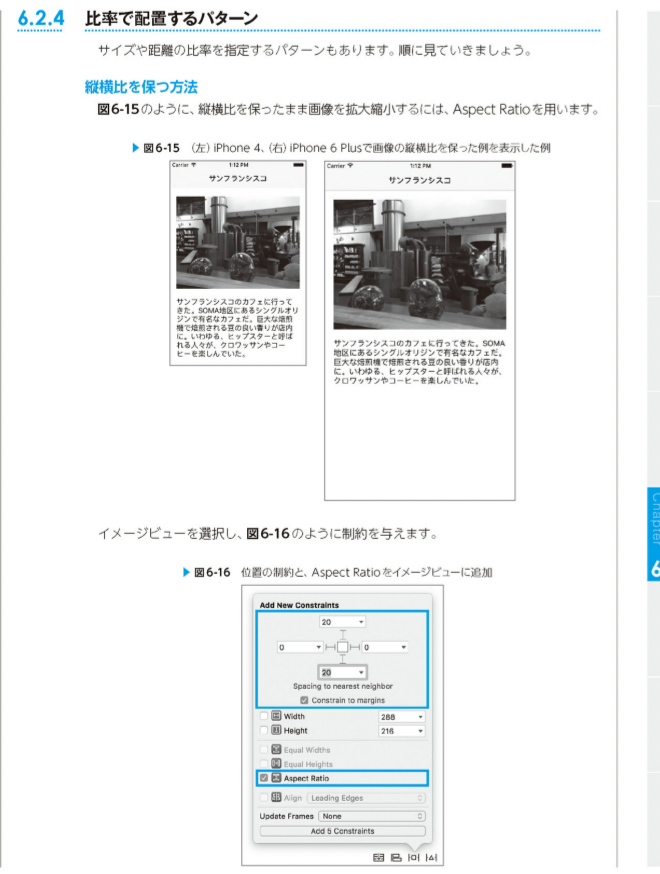 6.2.4 比率で配置するパターン
サイズや距離の比率を指定するパターンもあります。順に見ていきましょう。
縦横比を保つ方法
図6-15のように、縦横比を保ったまま画像を拡大縮小するには、Aspect Ratioを用います。
▶ 図6-15 (左) iPhone 4、(右) iPhone 6 Plusで画像の縦横比を保った例を表示した例
Carrier 1:12 PM
サンフランシスコ
サンフランシスコのカフェに行って
きた。SOMA地区にあるシングルオリ
ジンで有名なカフェだ。巨大な焙煎
機で焙煎される豆の良い香りが店内
に。いわゆる、ヒップスターと呼ば
れる人々が、クロワッサンやコー
ヒーを楽しんでいた。
Carrier 1:12 PM
サンフランシスコ
サンフランシスコのカフェに行ってきた。SOMA
地区にあるシングルオリジンで有名なカフェだ。
巨大な焙煎機で焙煎される豆の良い香りが店内
に。いわゆる、ヒップスターと呼ばれる人々が、
クロワッサンやコーヒーを楽しんでいた。
イメージビューを選択し、図6-16のように制約を与えます。
▶ 図6-16 位置の制約と、Aspect Ratioをイメージビューに追加
Add New Constraints
20
0 0
20
Spacing to nearest neighbor
Constrain to margins
Width 288
Height 216
Equal Widths
Equal Heights
Aspect Ratio
Align Leading Edges
Update Frames None
Add 5 Constraints
Chapter
6